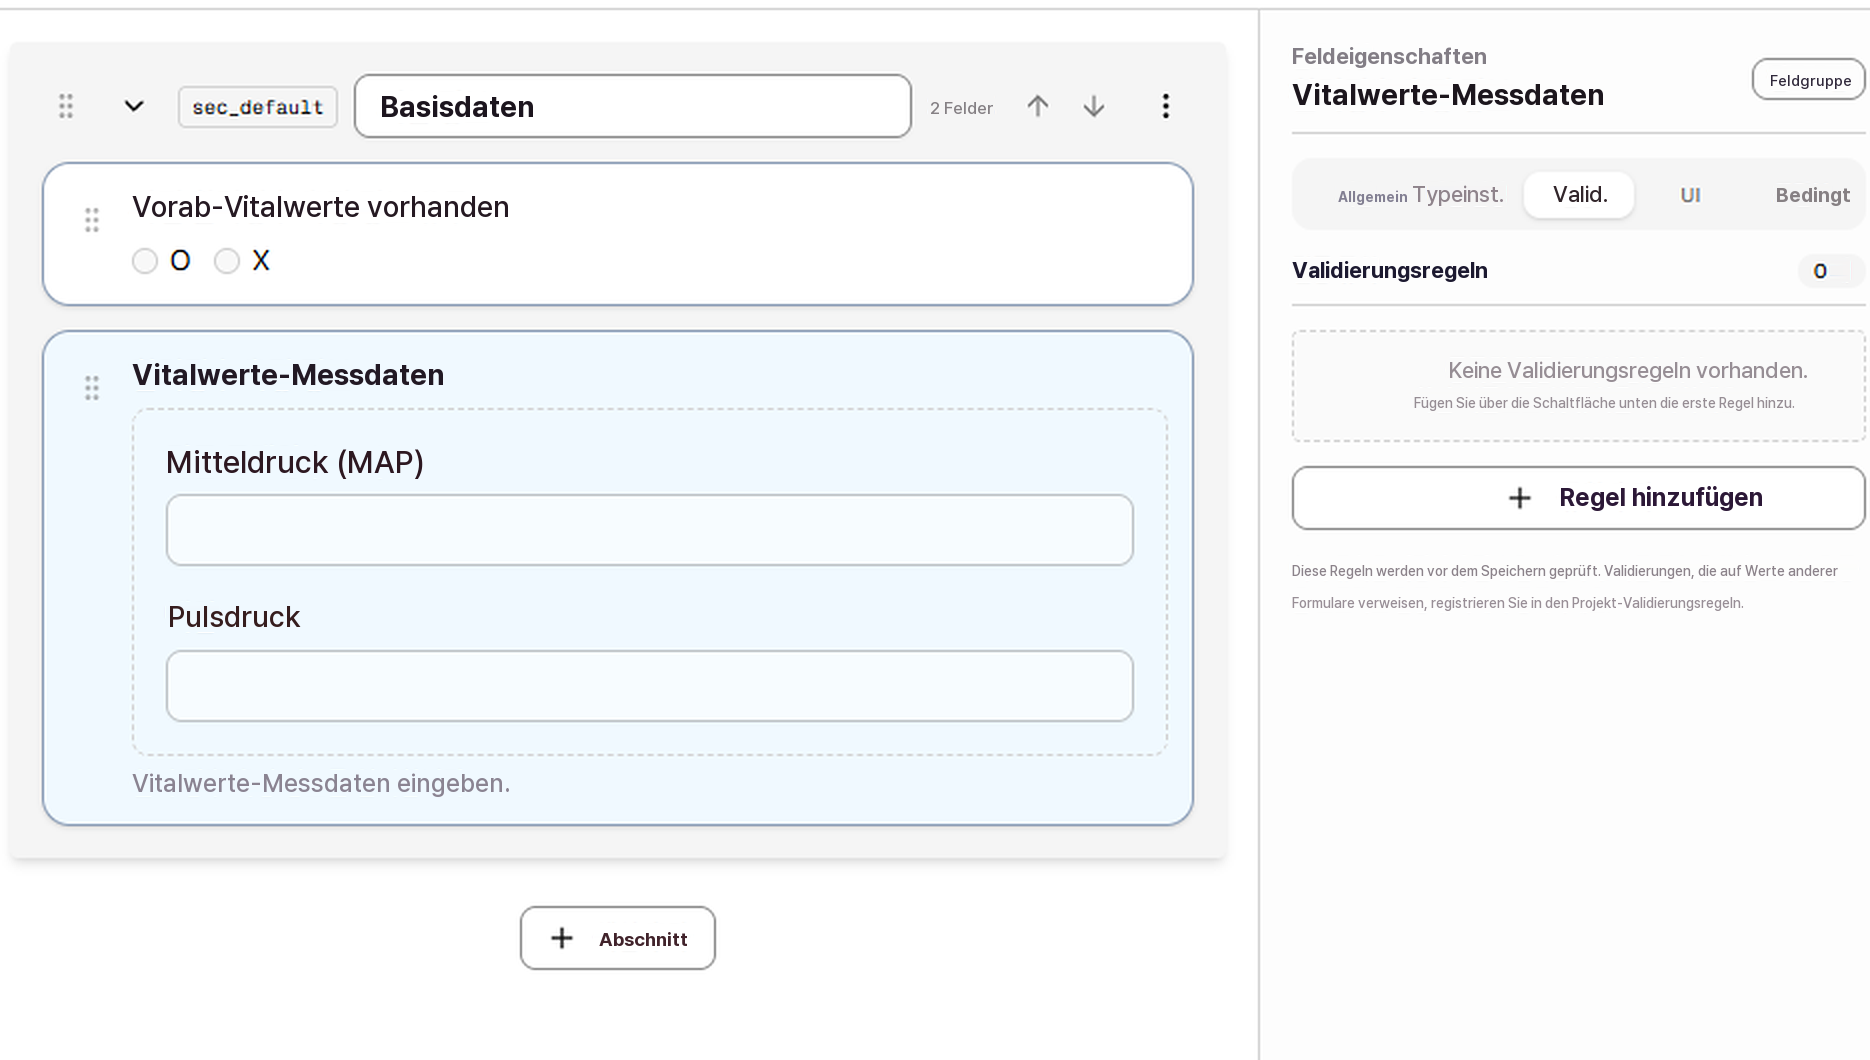 sec_default
Basisdaten
2 Felder
Vorab-Vitalwerte vorhanden
O X
Vitalwerte-Messdaten
Mitteldruck (MAP)
Pulsdruck
Vitalwerte-Messdaten eingeben.
Abschnitt
Feldeigenschaften
Vitalwerte-Messdaten
Feldgruppe
Allgemein Typeinst. Valid. UI Bedingt
Validierungsregeln
0
Keine Validierungsregeln vorhanden.
Fügen Sie über die Schaltfläche unten die erste Regel hinzu.
Regel hinzufügen
Diese Regeln werden vor dem Speichern geprüft. Validierungen, die auf Werte anderer
Formulare verweisen, registrieren Sie in den Projekt-Validierungsregeln.